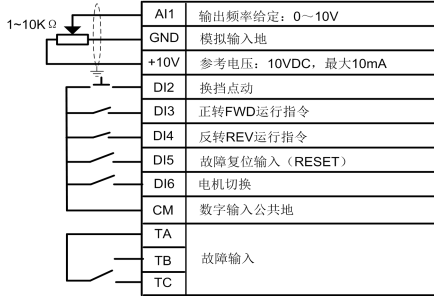 1~10KΩ
AI1 输出频率给定：0～10V
GND 模拟输入地
+10V 参考电压：10VDC，最大10mA
DI2 换挡点动
DI3 正转FWD运行指令
DI4 反转REV运行指令
DI5 故障复位输入（RESET）
DI6 电机切换
CM 数字输入公共地
TA
TB 故障输入
TC